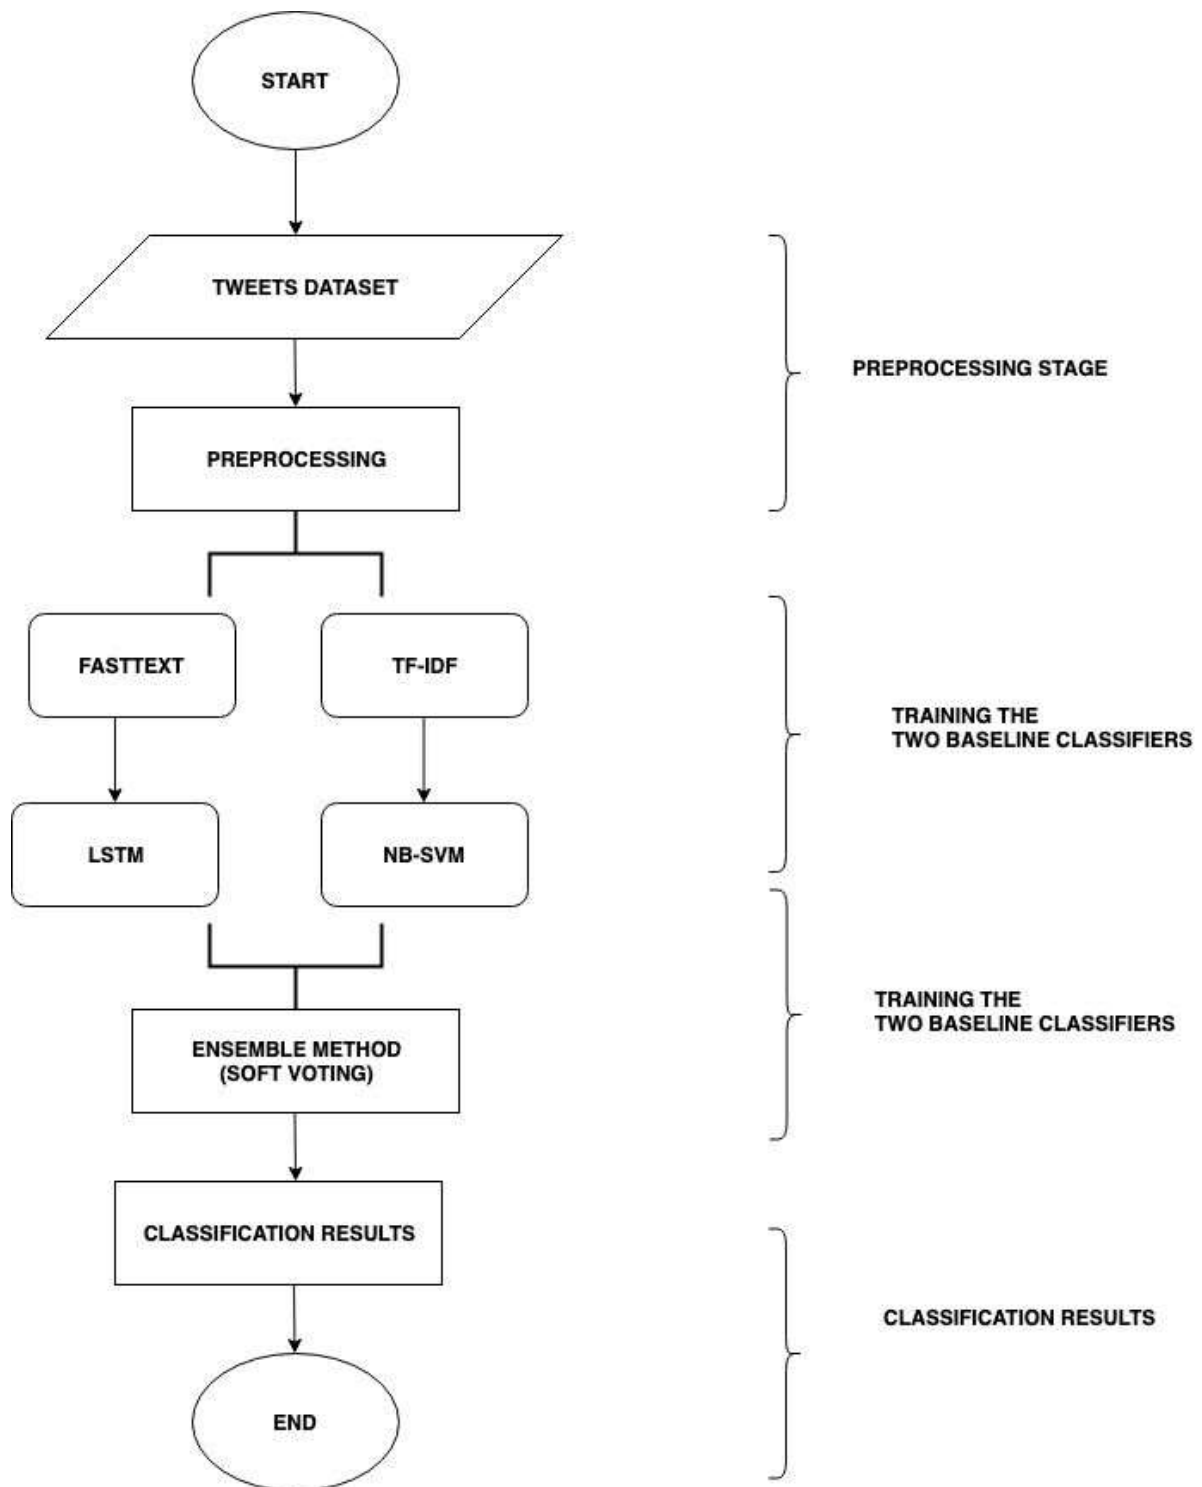 START
TWEETS DATASET
PREPROCESSING STAGE
PREPROCESSING
FASTTEXT
TF-IDF
TRAINING THE
TWO BASELINE CLASSIFIERS
LSTM
NB-SVM
ENSEMBLE METHOD
(SOFT VOTING)
TRAINING THE
TWO BASELINE CLASSIFIERS
CLASSIFICATION RESULTS
CLASSIFICATION RESULTS
END